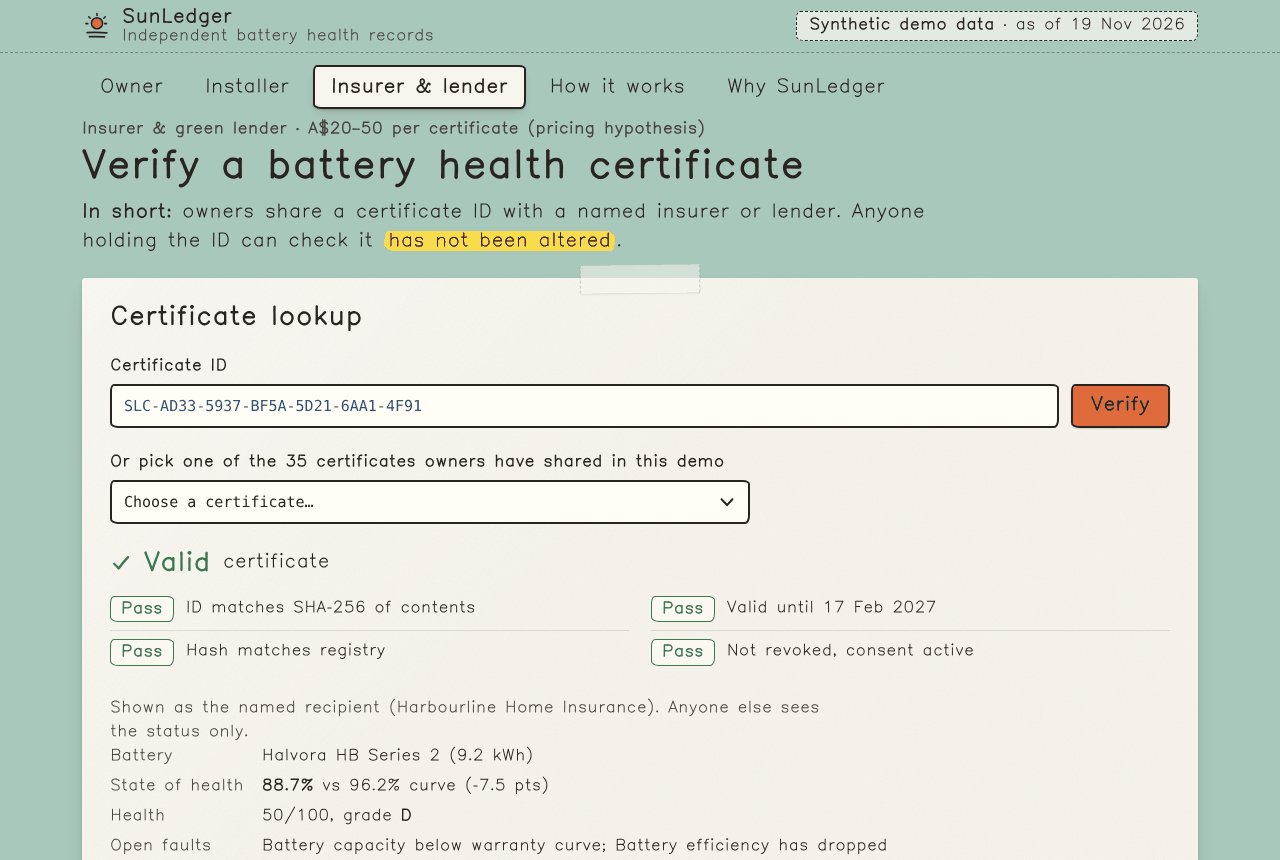 SunLedger
Independent battery health records
Synthetic demo data · as of 19 Nov 2026
Owner
Installer
Insurer & lender
How it works
Why SunLedger
Insurer & green lender · A$20–50 per certificate (pricing hypothesis)
Verify a battery health certificate
In short: owners share a certificate ID with a named insurer or lender. Anyone
holding the ID can check it has not been altered.
Certificate lookup
Certificate ID
SLC-AD33-5937-BF5A-5D21-6AA1-4F91
Verify
Or pick one of the 35 certificates owners have shared in this demo
Choose a certificate…
Valid certificate
Pass ID matches SHA-256 of contents
Pass Valid until 17 Feb 2027
Pass Hash matches registry
Pass Not revoked, consent active
Shown as the named recipient (Harbourline Home Insurance). Anyone else sees
the status only.
Battery Halvora HB Series 2 (9.2 kWh)
State of health 88.7% vs 96.2% curve (-7.5 pts)
Health 50/100, grade D
Open faults Battery capacity below warranty curve; Battery efficiency has dropped